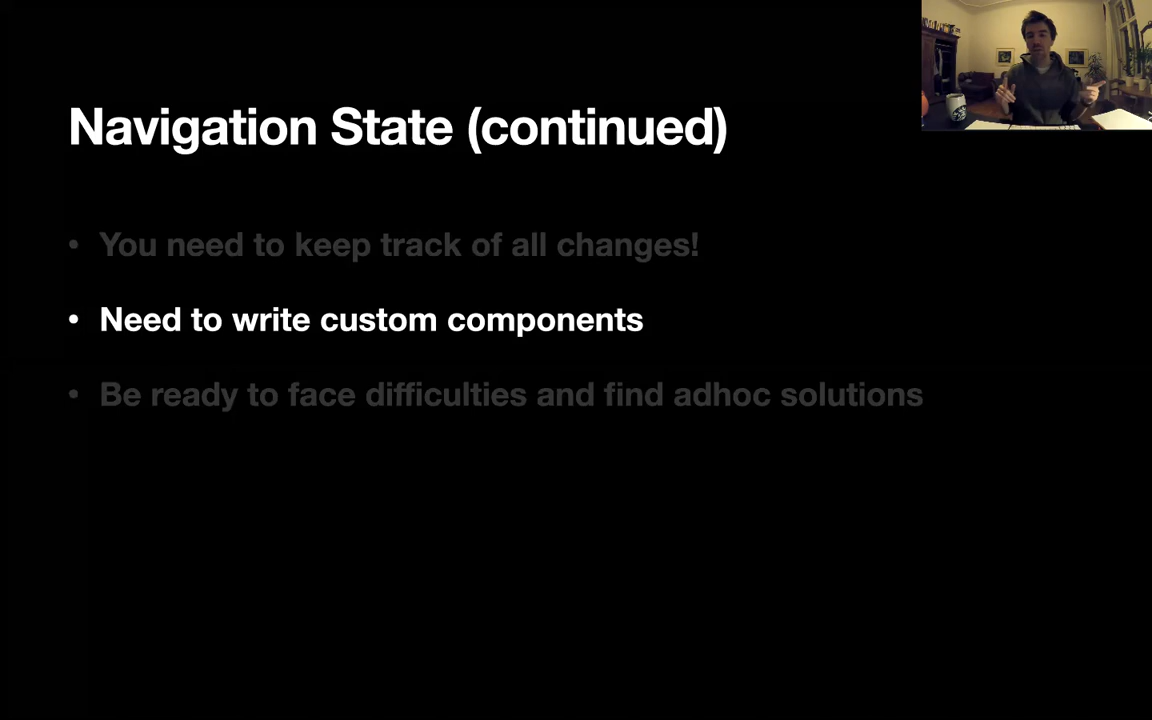 Navigation State (continued)
• You need to keep track of all changes!
• Need to write custom components
• Be ready to face difficulties and find adhoc solutions